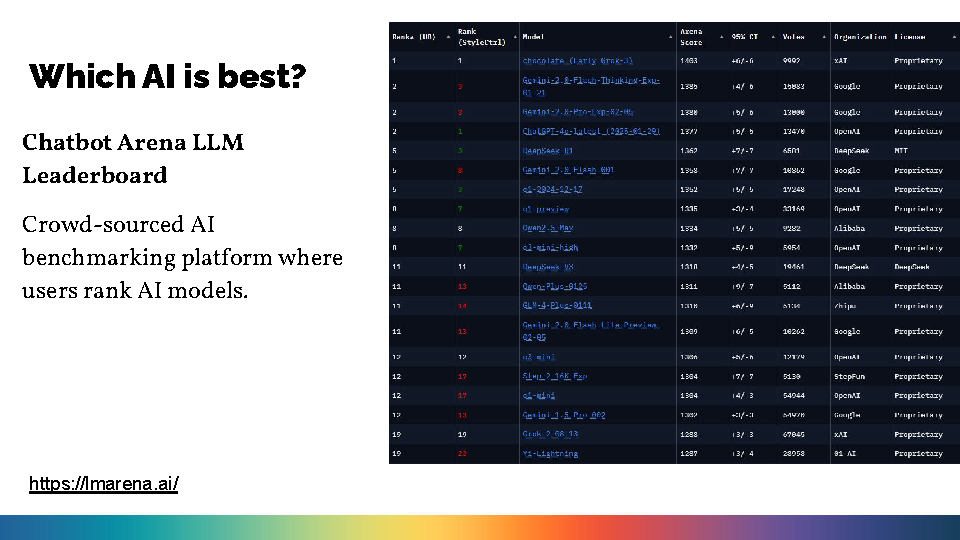 Which AI is best?
Chatbot Arena LLM
Leaderboard
Crowd-sourced AI
benchmarking platform where
users rank AI models.
https://lmarena.ai/
Rank* (UB) Rank (StyleCtrl) Model Arena Score 95% CI Votes Organization License
1 1 chocolate (Early Grok-3) 1403 +6/-6 9992 xAI Proprietary
2 3 Gemini-2.0-Flash-Thinking-Exp-01-21 1385 +4/-6 15083 Google Proprietary
2 3 Gemini-2.0-Pro-Exp-02-05 1380 +5/-6 13000 Google Proprietary
2 1 ChatGPT-4o-latest (2025-01-29) 1377 +5/-5 13470 OpenAI Proprietary
5 3 DeepSeek-R1 1362 +7/-7 6581 DeepSeek MIT
5 8 Gemini-2.0-Flash-001 1358 +7/-7 10862 Google Proprietary
5 3 o1-2024-12-17 1352 +5/-5 17248 OpenAI Proprietary
8 7 o1-preview 1335 +3/-4 33169 OpenAI Proprietary
8 8 Qwen2.5-Max 1334 +5/-5 9282 Alibaba Proprietary
8 7 o3-mini-high 1332 +5/-9 5954 OpenAI Proprietary
11 11 DeepSeek-V3 1318 +4/-5 19461 DeepSeek DeepSeek
11 13 Qwen-Plus-0125 1311 +9/-7 5112 Alibaba Proprietary
11 14 GLM-4-Plus-0111 1310 +6/-9 5134 Zhipu Proprietary
11 13 Gemini-2.0-Flash-Lite-Preview-02-05 1309 +6/-5 10262 Google Proprietary
12 12 o3-mini 1306 +5/-6 12179 OpenAI Proprietary
12 17 Step-2-16K-Exp 1304 +7/-7 5130 StepFun Proprietary
12 17 o1-mini 1304 +4/-3 54944 OpenAI Proprietary
12 13 Gemini-1.5-Pro-002 1302 +3/-3 54970 Google Proprietary
19 19 Grok-2-08-13 1288 +3/-3 67045 xAI Proprietary
19 22 Yi-Lightning 1287 +3/-4 28958 01 AI Proprietary